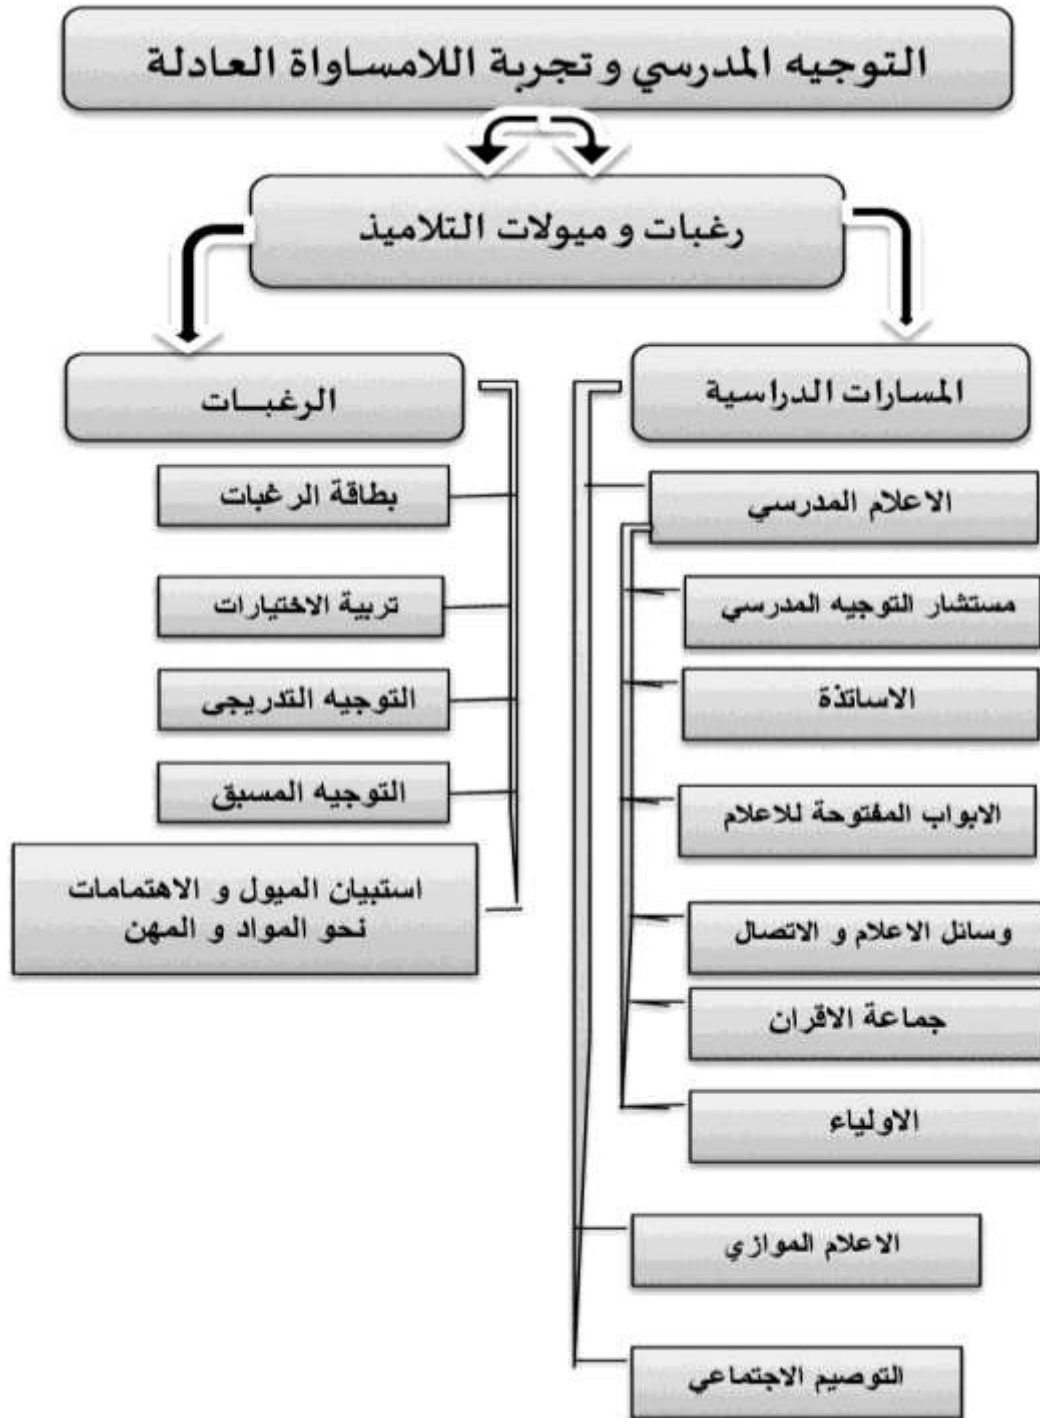 التوجيه المدرسي و تجربة اللامساواة العادلة
رغبات و ميولات التلاميذ
المسارات الدراسية
الاعلام المدرسي
مستشار التوجيه المدرسي
الاساتذة
الابواب المفتوحة للاعلام
وسائل الاعلام و الاتصال
جماعة الاقران
الاولياء
الاعلام الموازي
التوصيم الاجتماعي
الرغبــات
بطاقة الرغبات
تربية الاختيارات
التوجيه التدريجى
التوجيه المسبق
استبيان الميول و الاهتمامات
نحو المواد و المهن